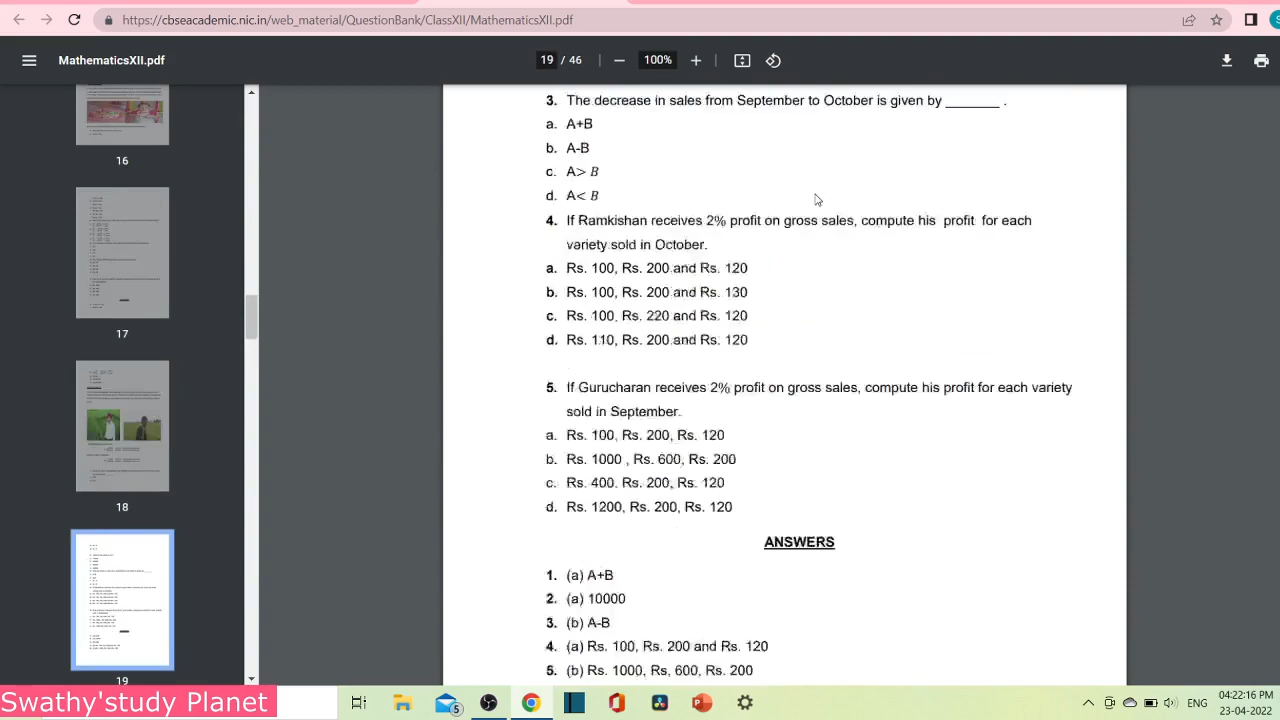 https://cbseacademic.nic.in/web_material/QuestionBank/ClassXII/MathematicsXII.pdf
MathematicsXII.pdf
19 / 46
100%
3. The decrease in sales from September to October is given by _______ .
a. A+B
b. A-B
c. A> B
d. A< B
4. If Ramkishan receives 2% profit on gross sales, compute his profit for each
variety sold in October.
a. Rs. 100, Rs. 200 and Rs. 120
b. Rs. 100, Rs. 200 and Rs. 130
c. Rs. 100, Rs. 220 and Rs. 120
d. Rs. 110, Rs. 200 and Rs. 120
5. If Gurucharan receives 2% profit on gross sales, compute his profit for each variety
sold in September.
a. Rs. 100, Rs. 200, Rs. 120
b. Rs. 1000 , Rs. 600, Rs. 200
c. Rs. 400. Rs. 200, Rs. 120
d. Rs. 1200, Rs. 200, Rs. 120
ANSWERS
1. (a) A+B
2. (a) 10000
3. (b) A-B
4. (a) Rs. 100, Rs. 200 and Rs. 120
5. (b) Rs. 1000, Rs, 600, Rs. 200
16
17
18
19
Swathy'study Planet
5
ENG
04:22:16 PM
23-04-2022